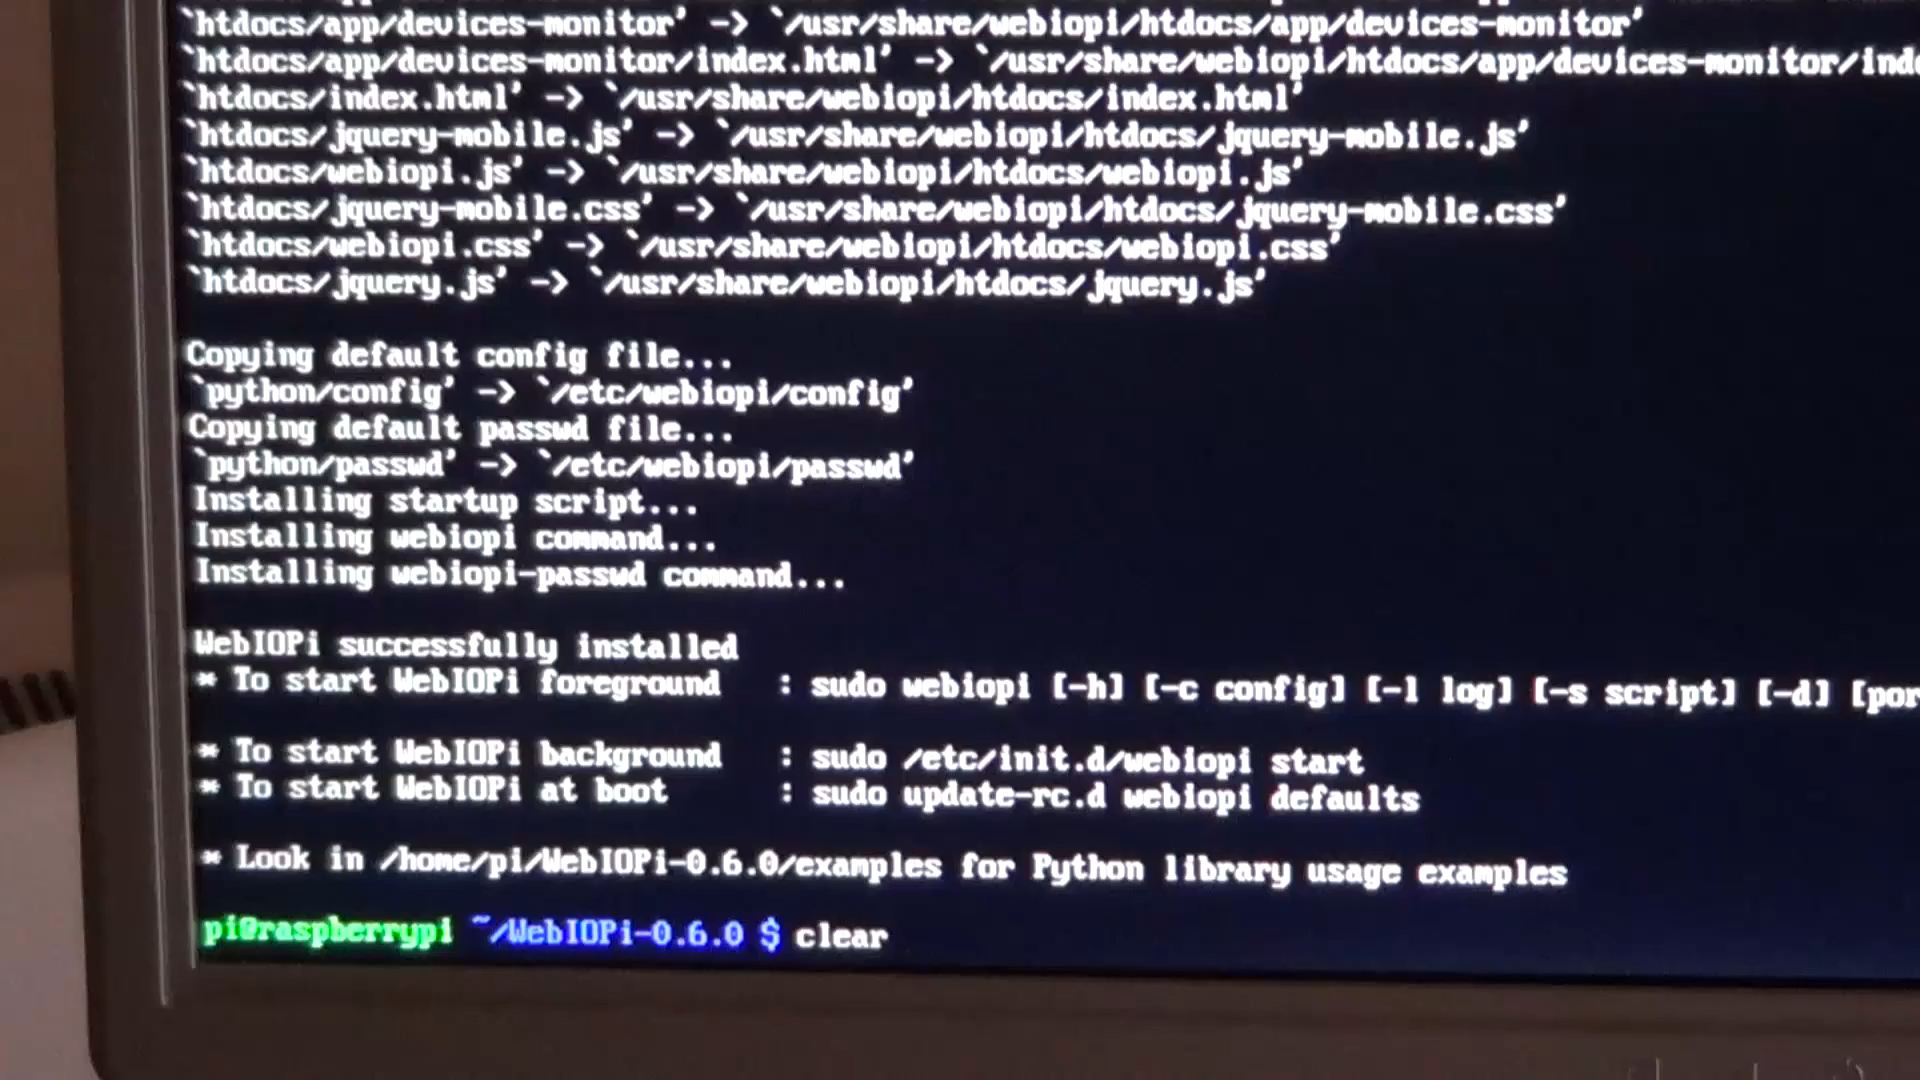 `htdocs/app/devices-monitor' -> `/usr/share/webiopi/htdocs/app/devices-monitor'
`htdocs/app/devices-monitor/index.html' -> `/usr/share/webiopi/htdocs/app/devices-monitor/inde
`htdocs/index.html' -> `/usr/share/webiopi/htdocs/index.html'
`htdocs/jquery-mobile.js' -> `/usr/share/webiopi/htdocs/jquery-mobile.js'
`htdocs/webiopi.js' -> `/usr/share/webiopi/htdocs/webiopi.js'
`htdocs/jquery-mobile.css' -> `/usr/share/webiopi/htdocs/jquery-mobile.css'
`htdocs/webiopi.css' -> `/usr/share/webiopi/htdocs/webiopi.css'
`htdocs/jquery.js' -> `/usr/share/webiopi/htdocs/jquery.js'
Copying default config file...
`python/config' -> `/etc/webiopi/config'
Copying default passwd file...
`python/passwd' -> `/etc/webiopi/passwd'
Installing startup script...
Installing webiopi command...
Installing webiopi-passwd command...
WebIOPi successfully installed
* To start WebIOPi foreground : sudo webiopi [-h] [-c config] [-l log] [-s script] [-d] [por
* To start WebIOPi background : sudo /etc/init.d/webiopi start
* To start WebIOPi at boot : sudo update-rc.d webiopi defaults
* Look in /home/pi/WebIOPi-0.6.0/examples for Python library usage examples
pi@raspberrypi ~/WebIOPi-0.6.0 $ clear